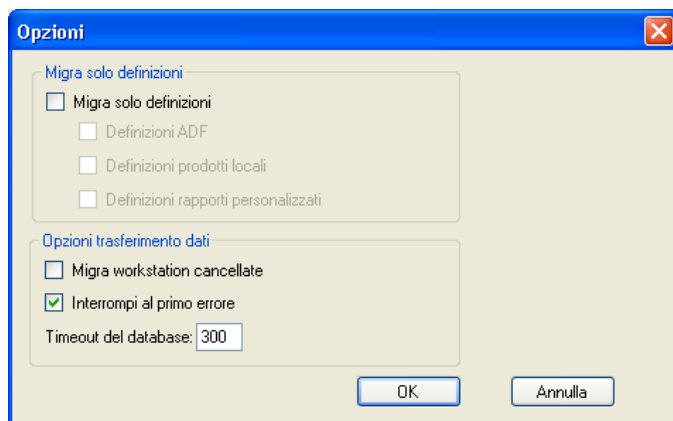 Opzioni
Migra solo definizioni
Migra solo definizioni
Definizioni ADF
Definizioni prodotti locali
Definizioni rapporti personalizzati
Opzioni trasferimento dati
Migra workstation cancellate
Interrompi al primo errore
Timeout del database: 300
OK Annulla